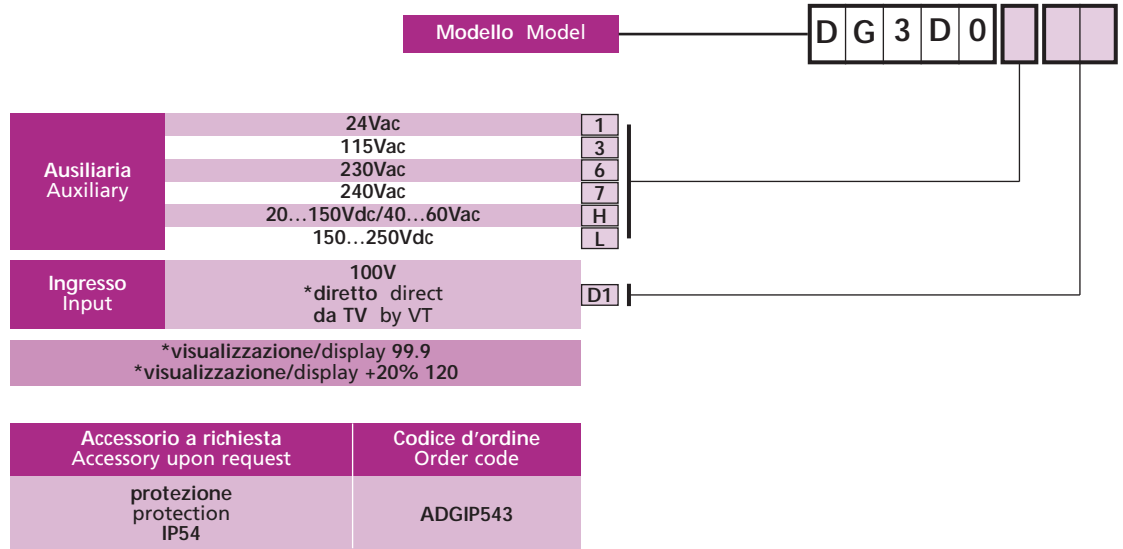 Modello Model
D G 3 D 0
24Vac 1
115Vac 3
Ausiliaria
Auxiliary
230Vac 6
240Vac 7
20...150Vdc/40...60Vac H
150...250Vdc L
Ingresso
Input
100V
*diretto direct
da TV by VT
D1
*visualizzazione/display 99.9
*visualizzazione/display +20% 120
Accessorio a richiesta
Accessory upon request
Codice d'ordine
Order code
protezione
protection
IP54
ADGIP543